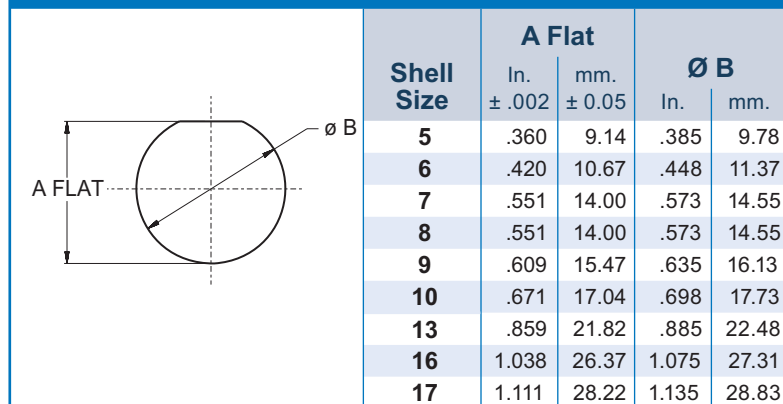 A FLAT
ø B
Shell Size
A Flat
Ø B
In. ± .002
mm. ± 0.05
In.
mm.
5 .360 9.14 .385 9.78
6 .420 10.67 .448 11.37
7 .551 14.00 .573 14.55
8 .551 14.00 .573 14.55
9 .609 15.47 .635 16.13
10 .671 17.04 .698 17.73
13 .859 21.82 .885 22.48
16 1.038 26.37 1.075 27.31
17 1.111 28.22 1.135 28.83